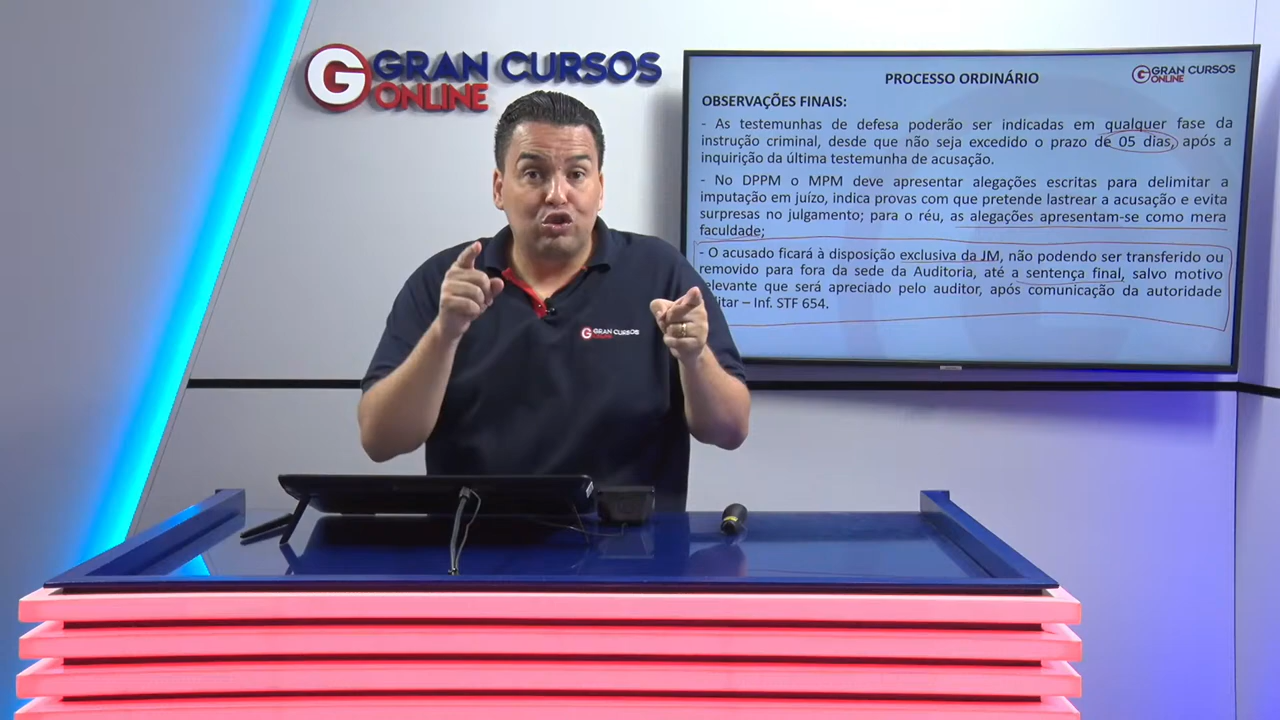 GRAN CURSOS
ONLINE
PROCESSO ORDINÁRIO
GRAN CURSOS
ONLINE
OBSERVAÇÕES FINAIS:
- As testemunhas de defesa poderão ser indicadas em qualquer fase da
instrução criminal, desde que não seja excedido o prazo de 05 dias, após a
inquirição da última testemunha de acusação.
- No DPPM o MPM deve apresentar alegações escritas para delimitar a
imputação em juízo, indica provas com que pretende lastrear a acusação e evita
surpresas no julgamento; para o réu, as alegações apresentam-se como mera
faculdade;
- O acusado ficará à disposição exclusiva da JM, não podendo ser transferido ou
removido para fora da sede da Auditoria, até a sentença final, salvo motivo
relevante que será apreciado pelo auditor, após comunicação da autoridade
litar – Inf. STF 654.
GRAN CURSOS
ONLINE